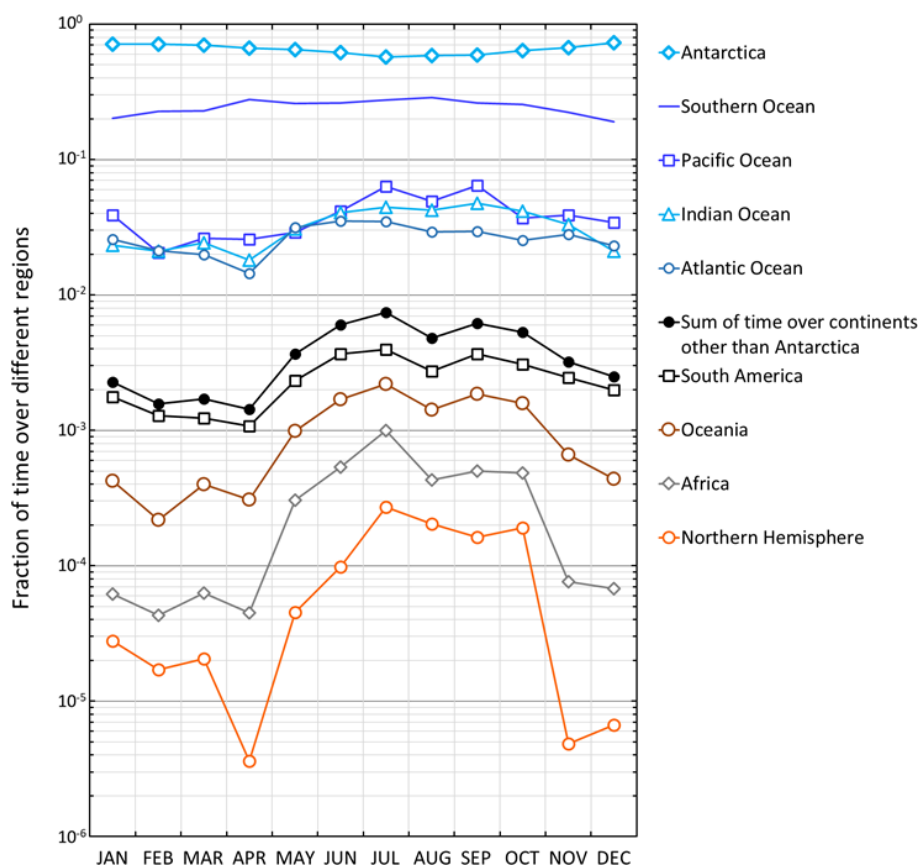 Fraction of time over different regions
10⁰
10⁻¹
10⁻²
10⁻³
10⁻⁴
10⁻⁵
10⁻⁶
JAN FEB MAR APR MAY JUN JUL AUG SEP OCT NOV DEC
Antarctica
Southern Ocean
Pacific Ocean
Indian Ocean
Atlantic Ocean
Sum of time over continents
other than Antarctica
South America
Oceania
Africa
Northern Hemisphere